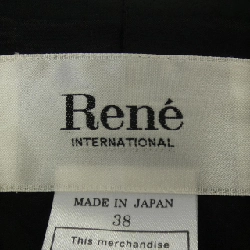 René
INTERNATIONAL
MADE IN JAPAN
38
This merchandise